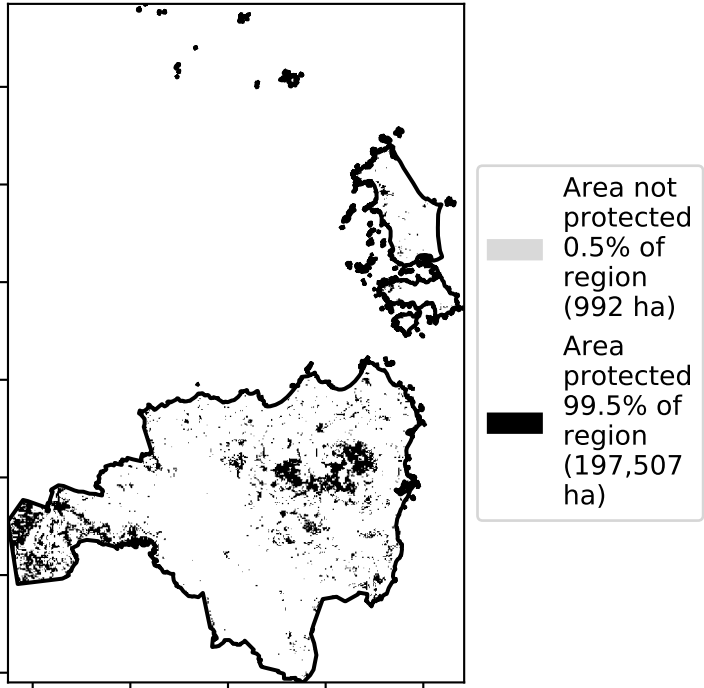 Area not
protected
0.5% of
region
(992 ha)
Area
protected
99.5% of
region
(197,507
ha)